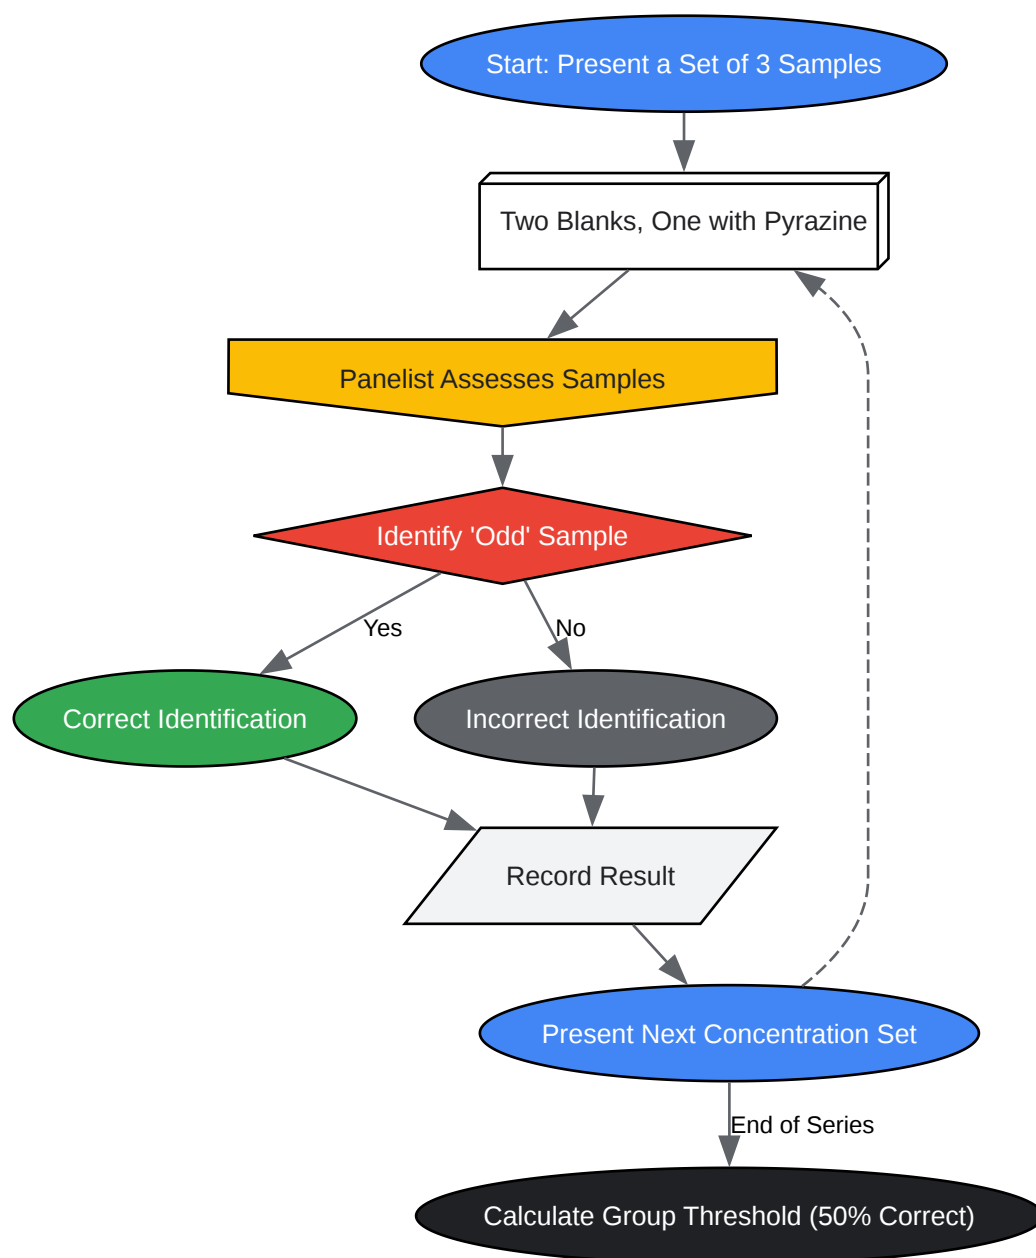 Start: Present a Set of 3 Samples
Two Blanks, One with Pyrazine
Panelist Assesses Samples
Identify 'Odd' Sample
Yes
No
Correct Identification
Incorrect Identification
Record Result
Present Next Concentration Set
End of Series
Calculate Group Threshold (50% Correct)